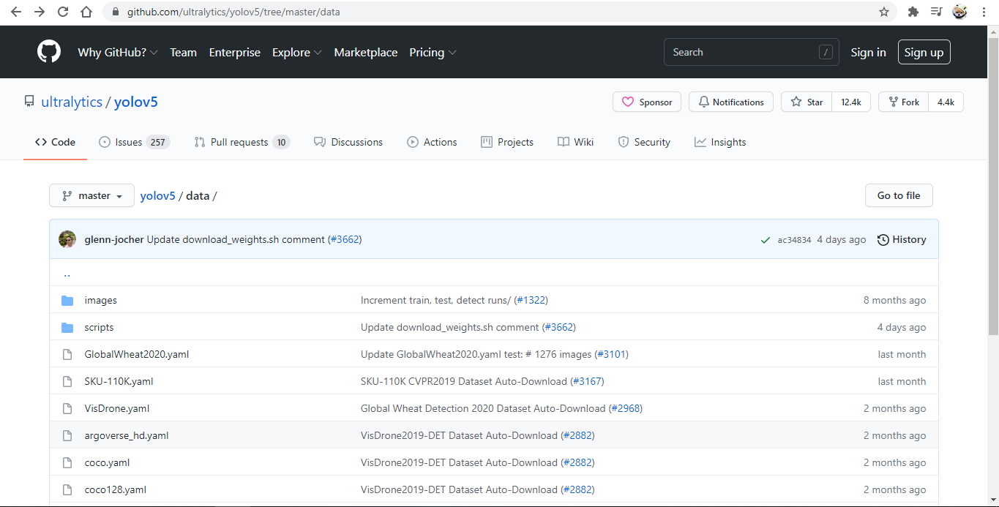 github.com/ultralytics/yolov5/tree/master/data
Why GitHub? Team Enterprise Explore Marketplace Pricing Search / Sign in Sign up
ultralytics / yolov5 Sponsor Notifications Star 12.4k Fork 4.4k
Code Issues 257 Pull requests 10 Discussions Actions Projects Wiki Security Insights
master yolov5 / data / Go to file
glenn-jocher Update download_weights.sh comment (#3662) ac34834 4 days ago History
..
images Increment train, test, detect runs/ (#1322) 8 months ago
scripts Update download_weights.sh comment (#3662) 4 days ago
GlobalWheat2020.yaml Update GlobalWheat2020.yaml test: # 1276 images (#3101) last month
SKU-110K.yaml SKU-110K CVPR2019 Dataset Auto-Download (#3167) last month
VisDrone.yaml Global Wheat Detection 2020 Dataset Auto-Download (#2968) 2 months ago
argoverse_hd.yaml VisDrone2019-DET Dataset Auto-Download (#2882) 2 months ago
coco.yaml VisDrone2019-DET Dataset Auto-Download (#2882) 2 months ago
coco128.yaml VisDrone2019-DET Dataset Auto-Download (#2882) 2 months ago